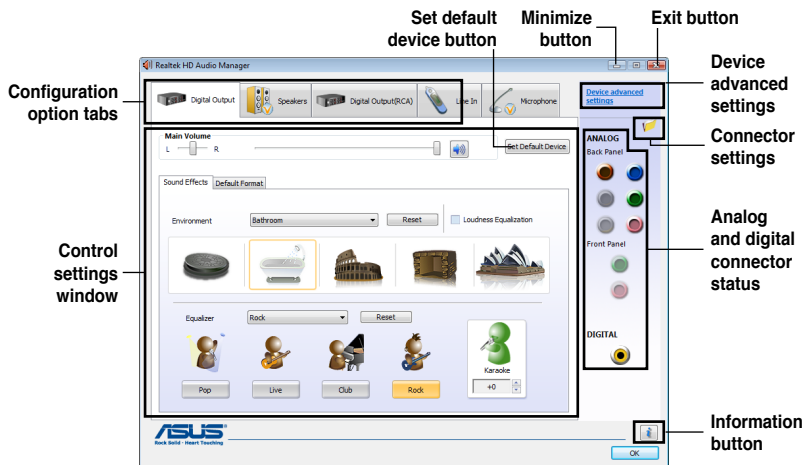 Set default
device button
Minimize
button
Exit button
Device
advanced
settings
Connector
settings
Analog
and digital
connector
status
Information
button
Configuration
option tabs
Control
settings
window
Realtek HD Audio Manager
Digital Output
Speakers
Digital Output(RCA)
Line In
Microphone
Device advanced
settings
Main Volume
L
R
Set Default Device
Sound Effects
Default Format
Environment
Bathroom
Reset
Loudness Equalization
Equalizer
Rock
Reset
Pop
Live
Club
Rock
Karaoke
+0
ANALOG
Back Panel
Front Panel
DIGITAL
ASUS
Rock Solid · Heart Touching
i
OK